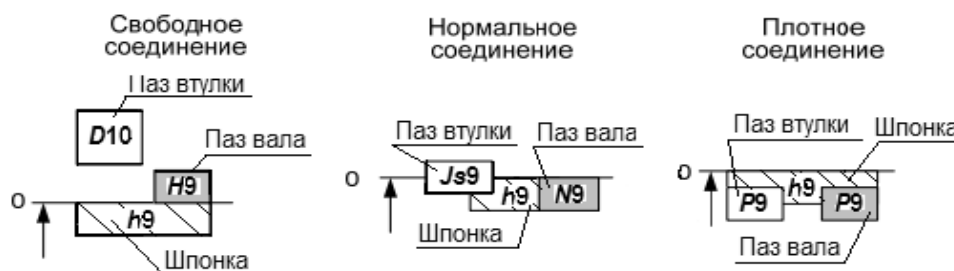 Свободное
соединение
Паз втулки
D10
Паз вала
H9
o
h9
Шпонка
Нормальное
соединение
Паз втулки
Паз вала
o
Js9
h9
N9
Шпонка
Плотное
соединение
Паз втулки
Шпонка
o
h9
P9
P9
Паз вала